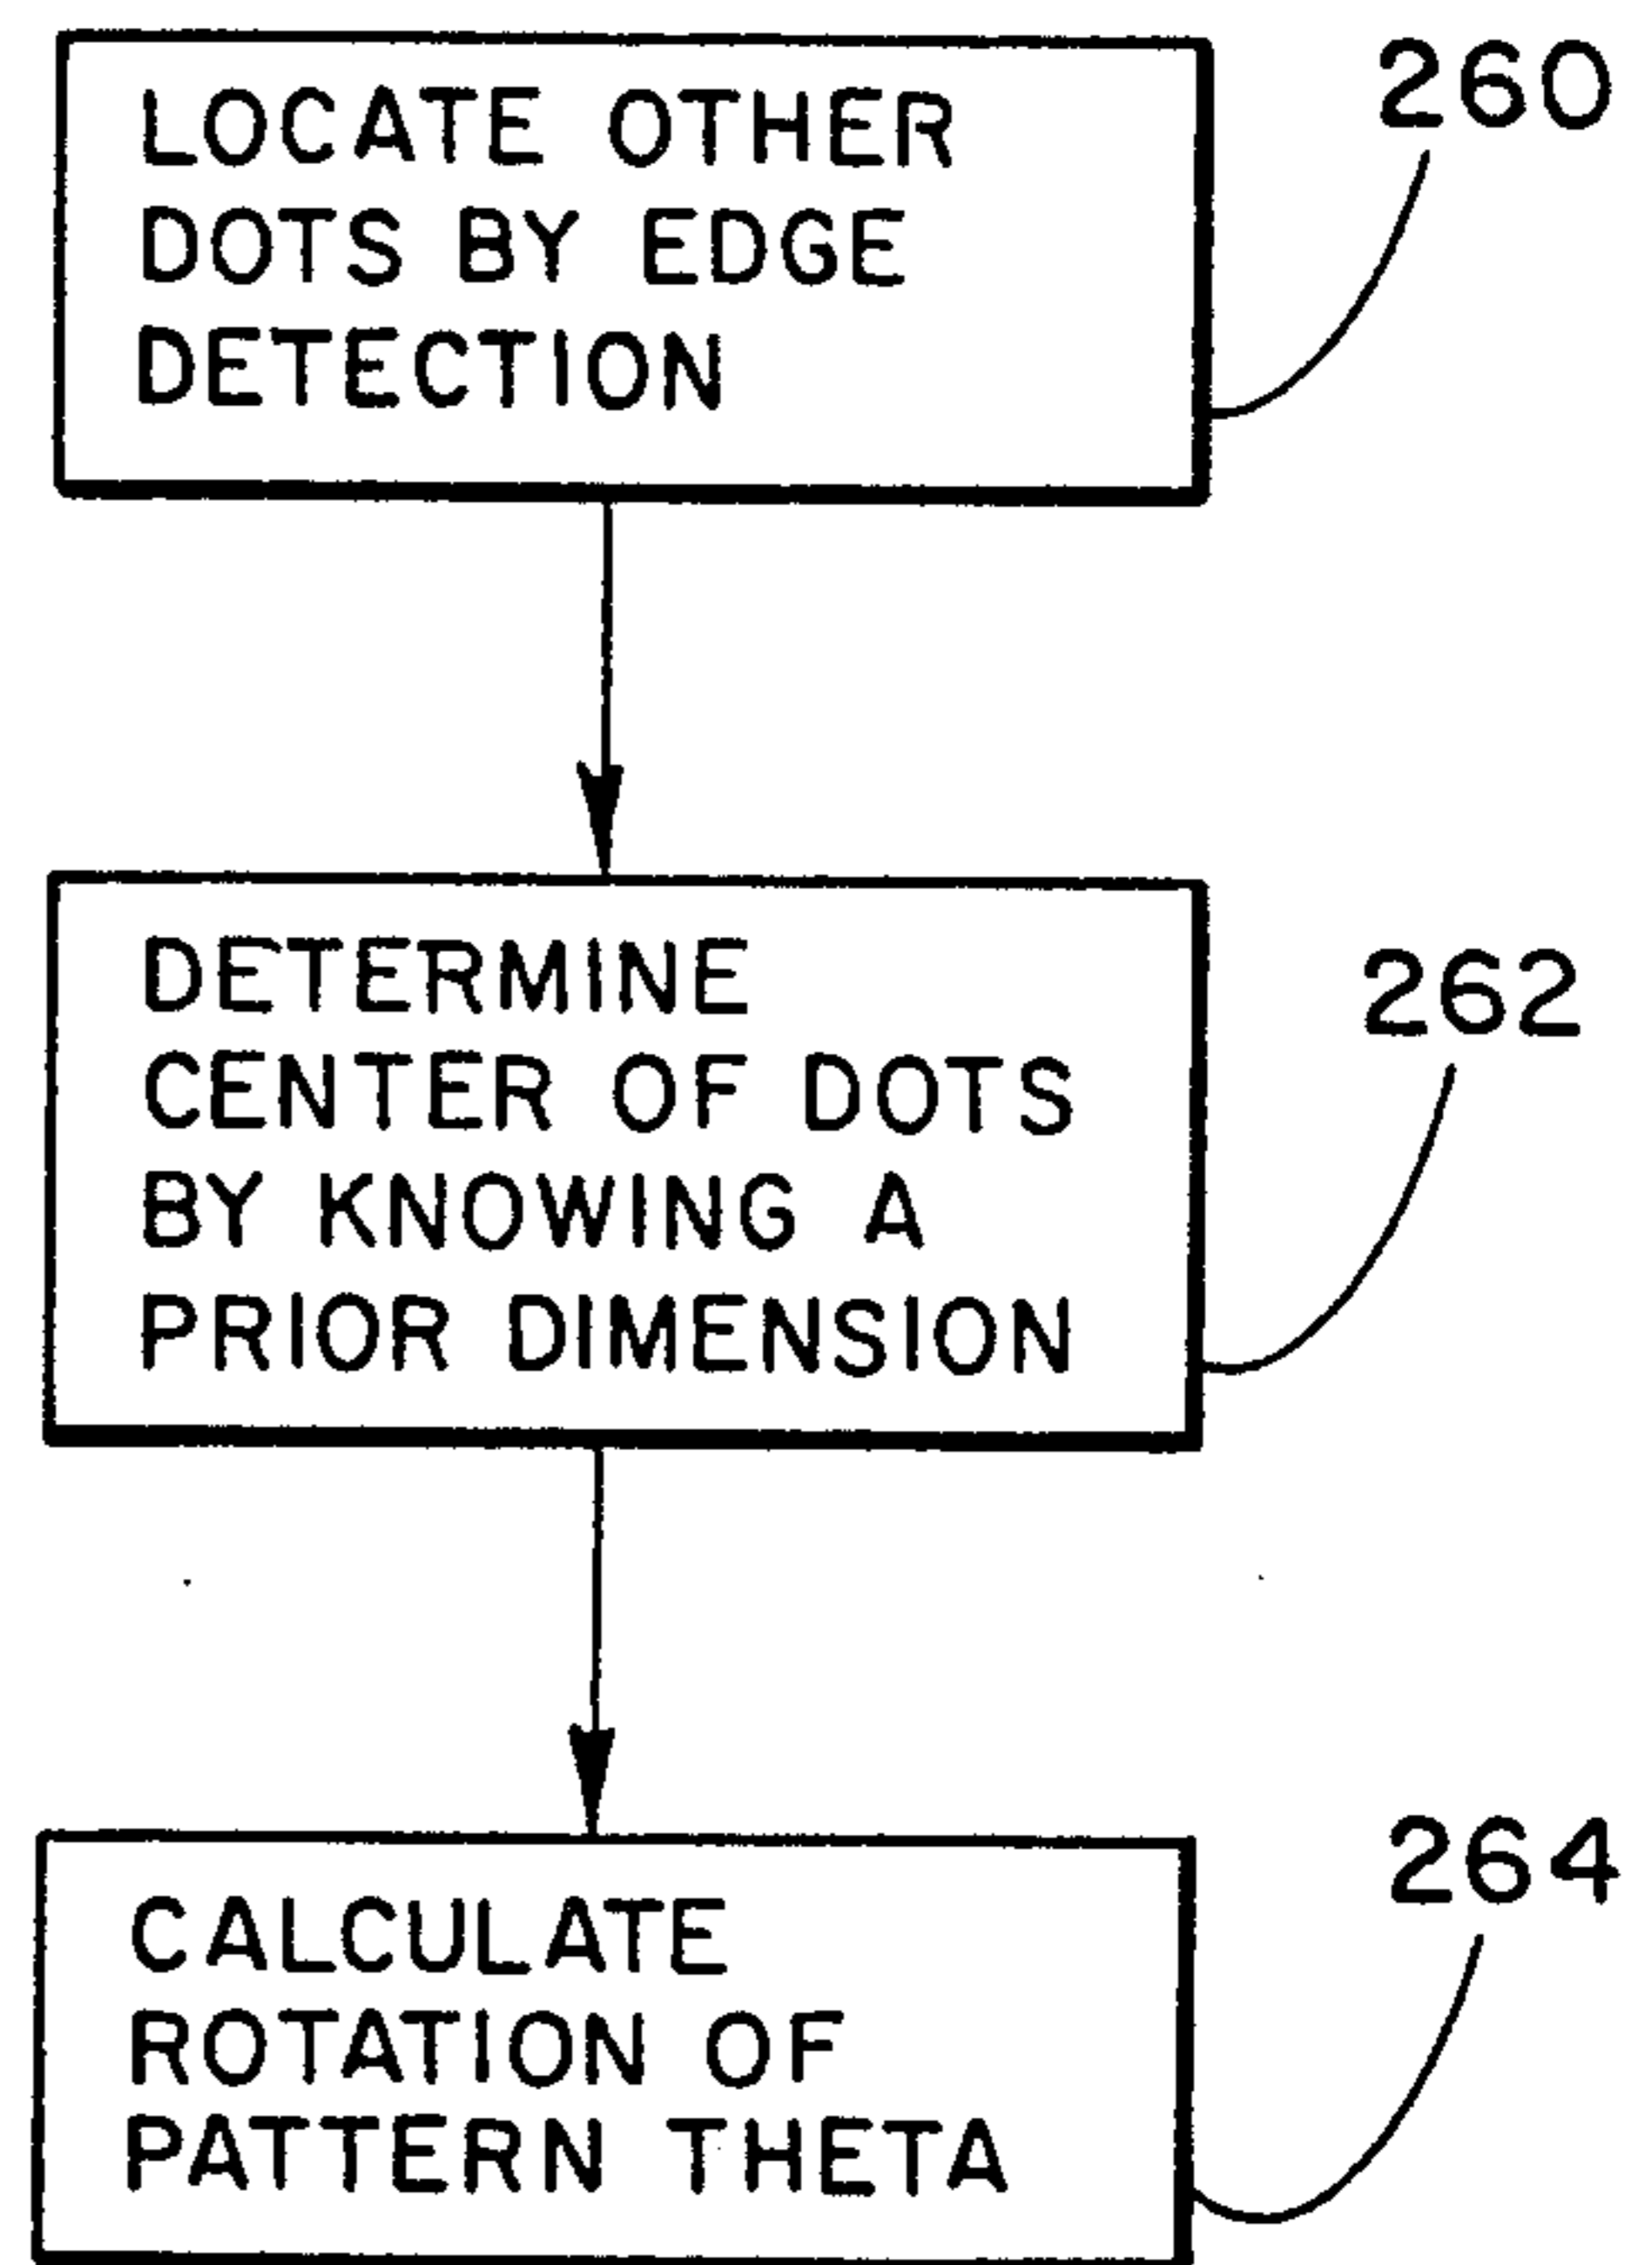 LOCATE OTHER
DOTS BY EDGE
DETECTION
260
DETERMINE
CENTER OF DOTS
BY KNOWING A
PRIOR DIMENSION
262
CALCULATE
ROTATION OF
PATTERN THETA
264